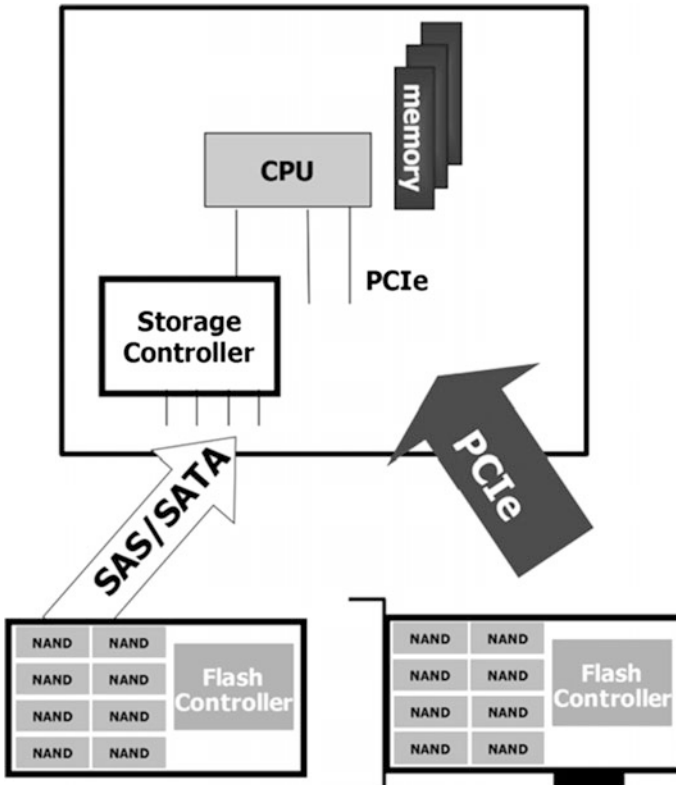 memory
CPU
PCIe
Storage
Controller
SAS/SATA
PCIe
NAND NAND
NAND NAND
NAND NAND
NAND NAND
Flash
Controller
NAND NAND
NAND NAND
NAND NAND
NAND NAND
Flash
Controller